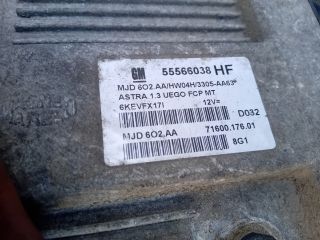 GM 55566038 HF
MJD 6O2.AA/HW04H/3305-AA63
ASTRA 1.3 UEGO FCP MT
6KEVFX17I 12V=
D032
MJD 6O2.AA 71600.176.01
8G1